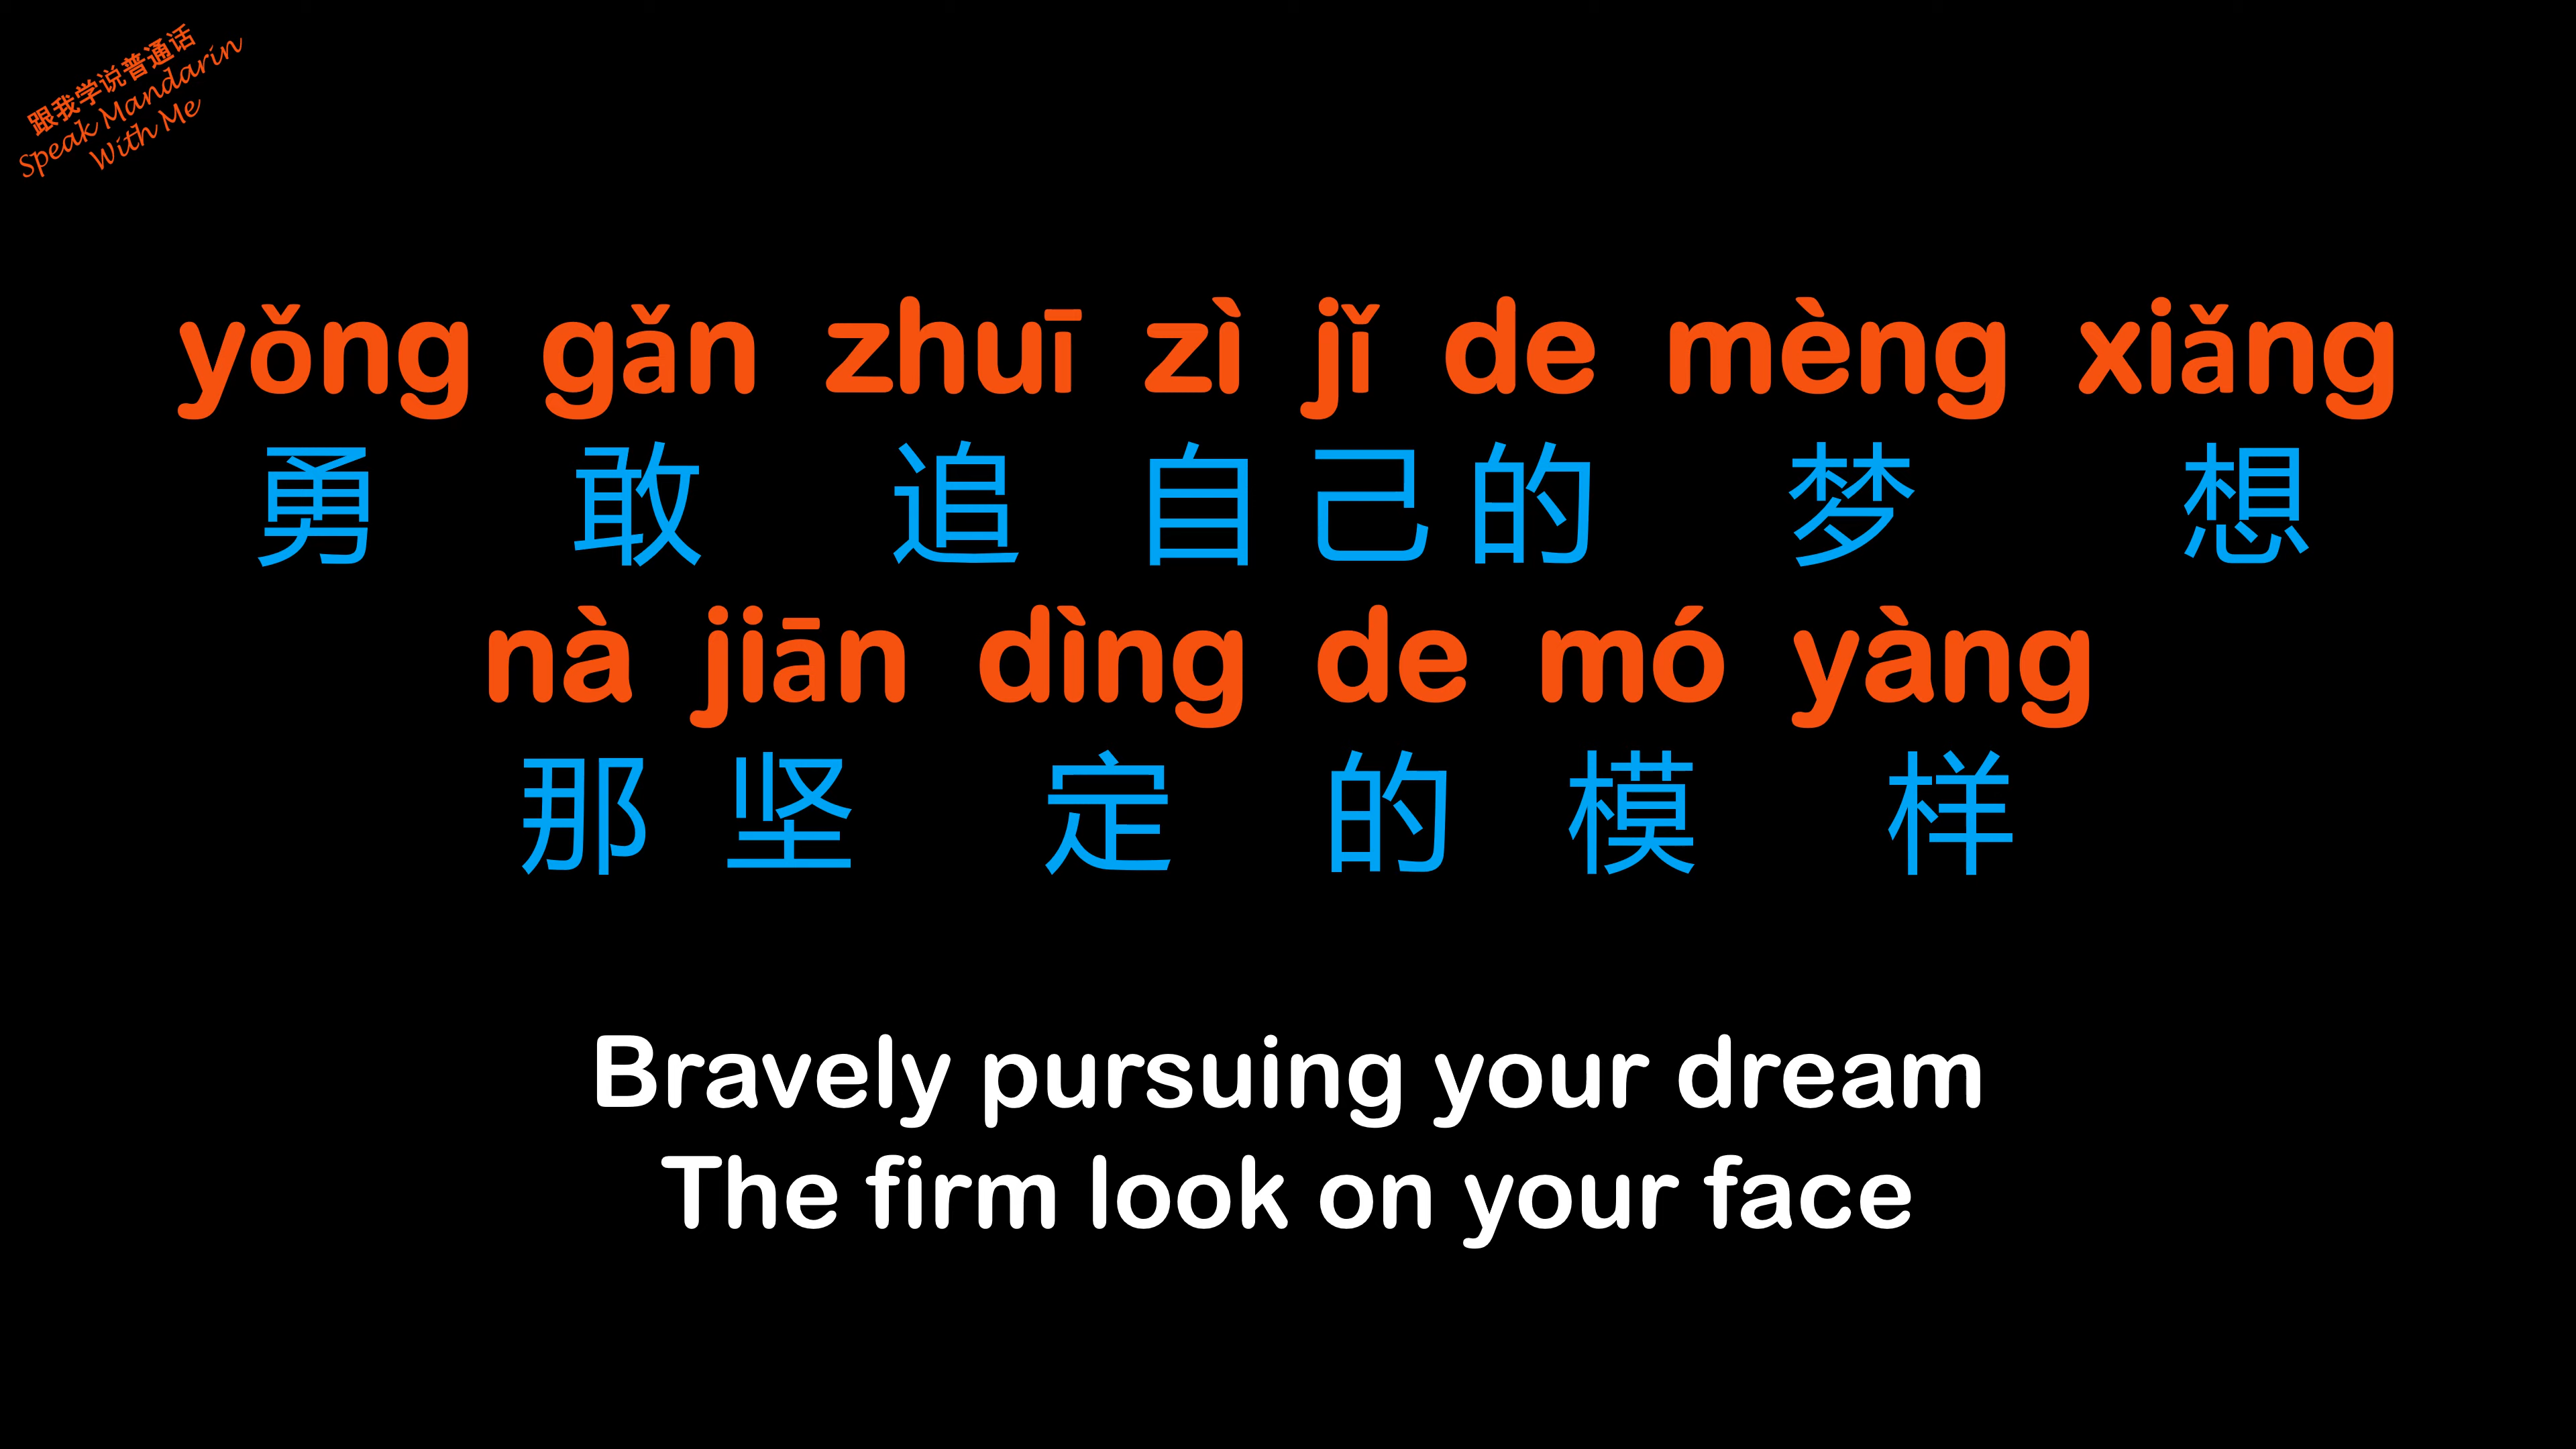 跟我学说普通话
Speak Mandarin
With Me
yǒng gǎn zhuī zì jǐ de mèng xiǎng
勇 敢 追 自 己 的 梦 想
nà jiān dìng de mó yàng
那 坚 定 的 模 样
Bravely pursuing your dream
The firm look on your face